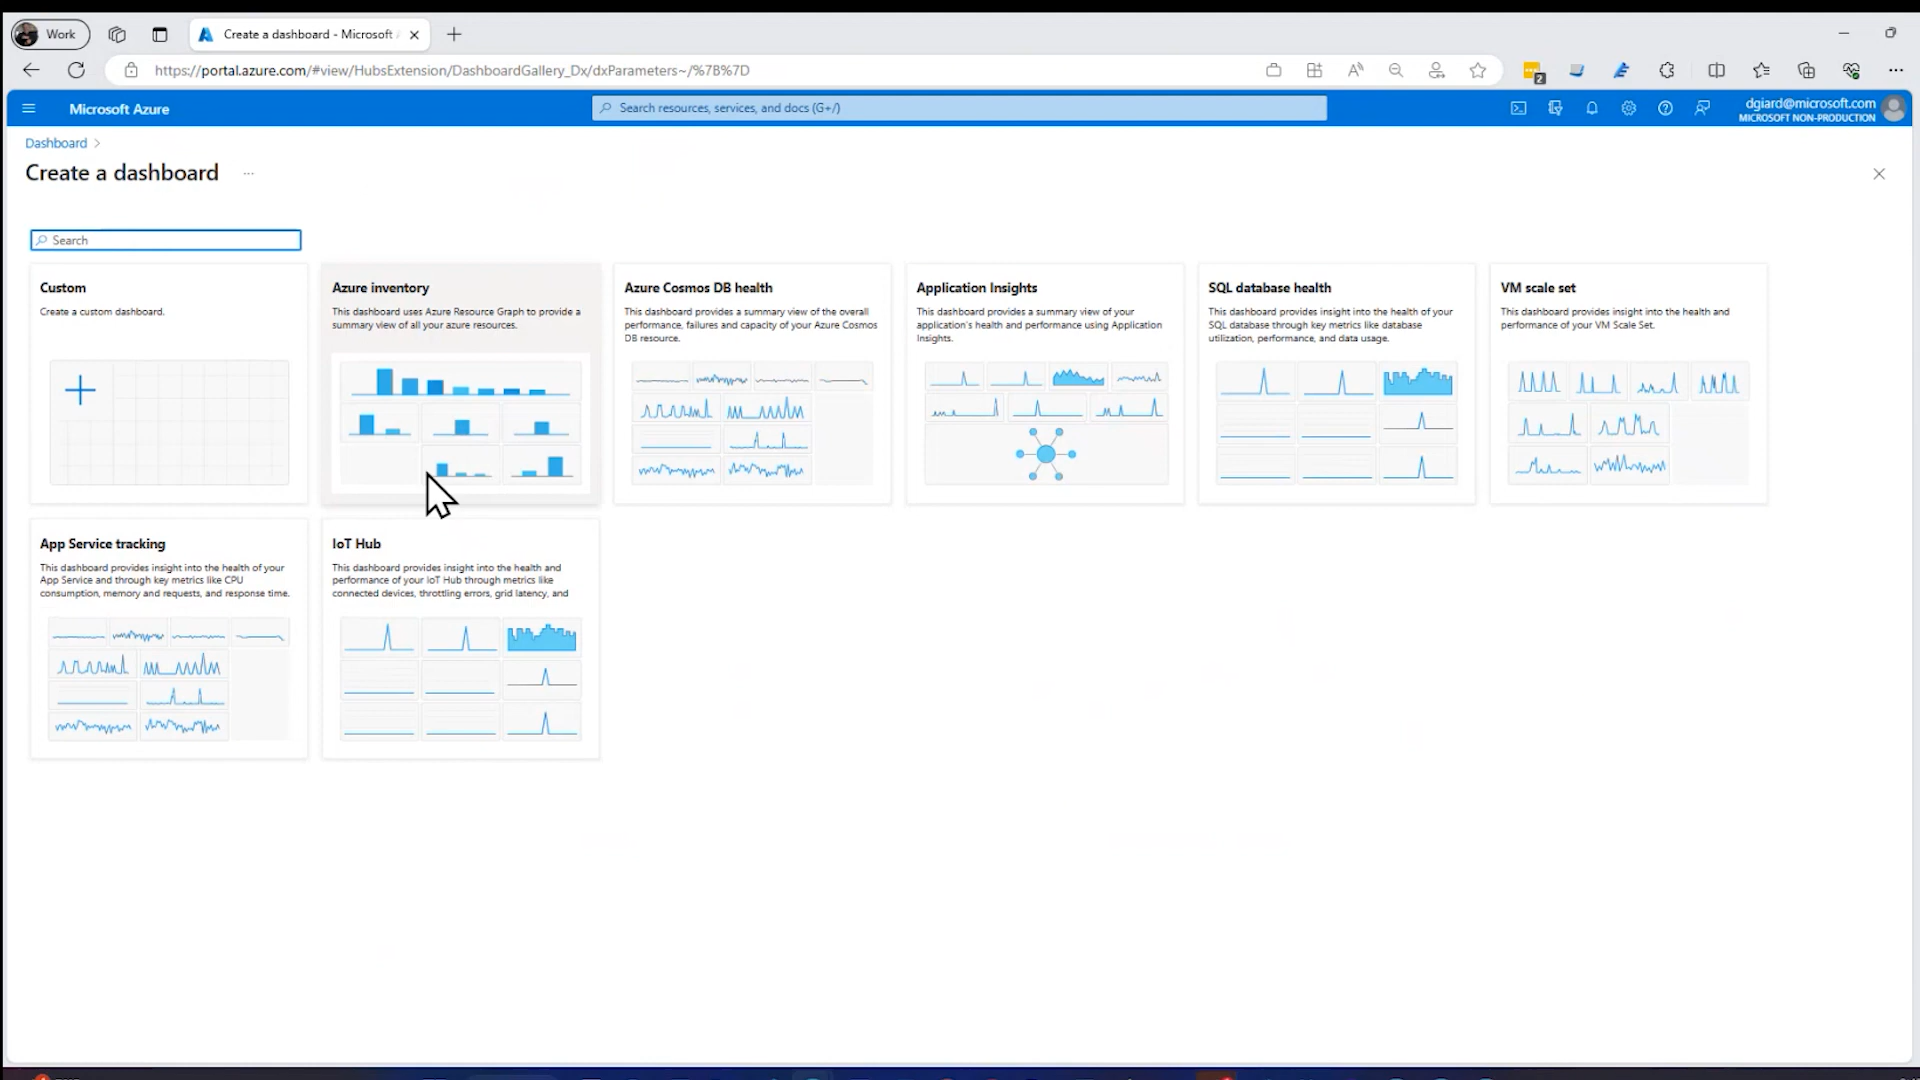 Work
Create a dashboard - Microsoft A
https://portal.azure.com/#view/HubsExtension/DashboardGallery_Dx/dxParameters~/%7B%7D
2
Microsoft Azure
Search resources, services, and docs (G+/)
dgiard@microsoft.com
MICROSOFT NON-PRODUCTION
Dashboard >
Create a dashboard ...
Search
Custom
Create a custom dashboard.
Azure inventory
This dashboard uses Azure Resource Graph to provide a
summary view of all your azure resources.
Azure Cosmos DB health
This dashboard provides a summary view of the overall
performance, failures and capacity of your Azure Cosmos
DB resource.
Application Insights
This dashboard provides a summary view of your
application's health and performance using Application
Insights.
SQL database health
This dashboard provides insight into the health of your
SQL database through key metrics like database
utilization, performance, and data usage.
VM scale set
This dashboard provides insight into the health and
performance of your VM Scale Set.
App Service tracking
This dashboard provides insight into the health of your
App Service and through key metrics like CPU
consumption, memory and requests, and response time.
IoT Hub
This dashboard provides insight into the health and
performance of your IoT Hub through metrics like
connected devices, throttling errors, grid latency, and